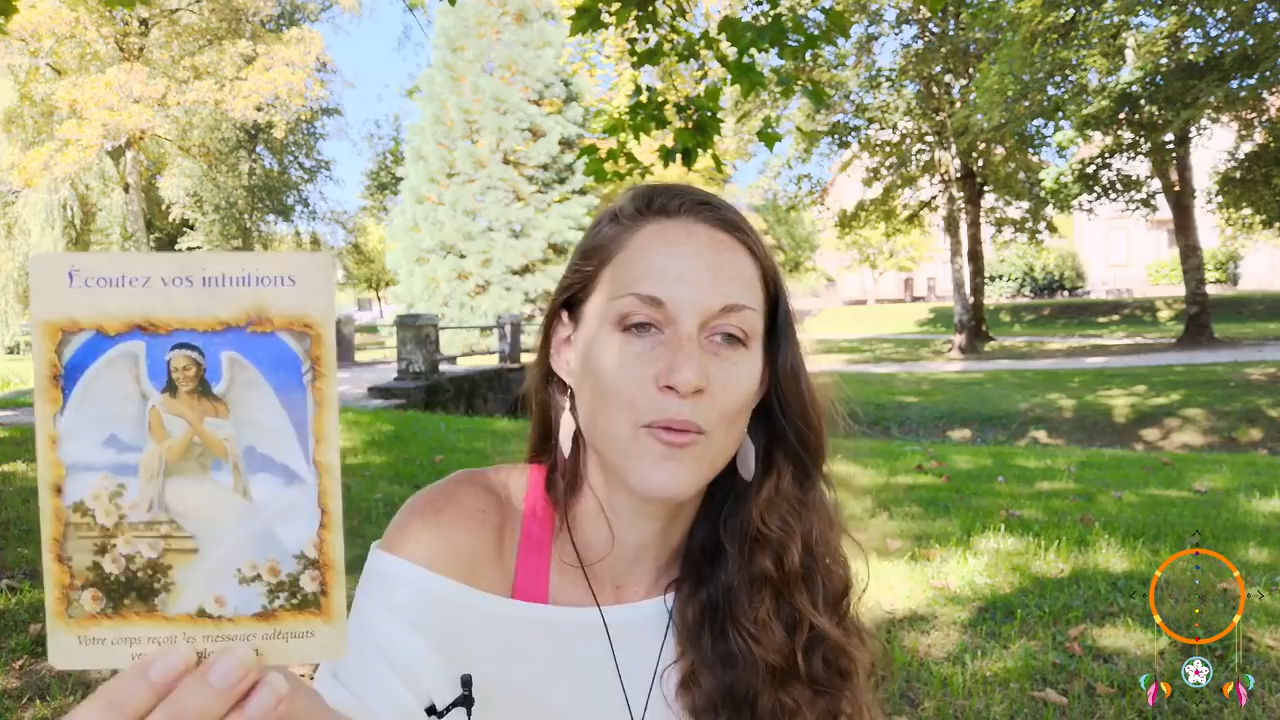 Écoutez vos intuitions
Votre corps reçoit les messages adéquats